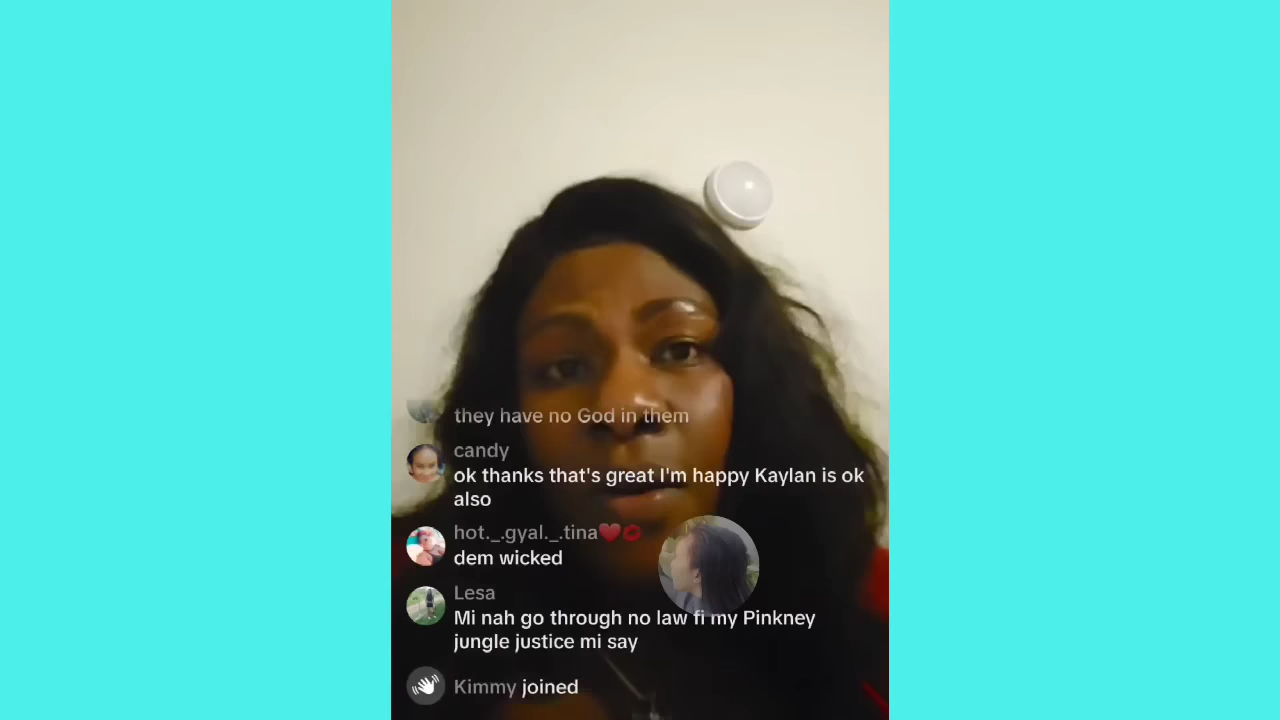 they have no God in them
candy
ok thanks that's great I'm happy Kaylan is ok
also
hot._.gyal._.tina❤️💋
dem wicked
Lesa
Mi nah go through no law fi my Pinkney
jungle justice mi say
Kimmy joined